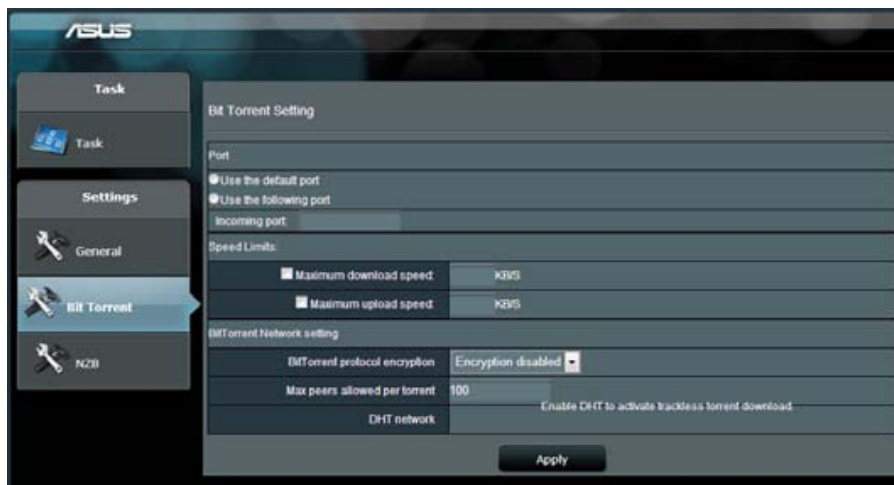 ASUS
Task
Task
Settings
General
Bit Torrent
NZB
Bit Torrent Setting
Port
Use the default port
Use the following port
Incoming port
Speed Limits:
Maximum download speed KB/S
Maximum upload speed KB/S
BitTorrent Network setting
BitTorrent protocol encryption Encryption disabled
Max peers allowed per torrent 100
DHT network Enable DHT to activate trackless torrent download.
Apply